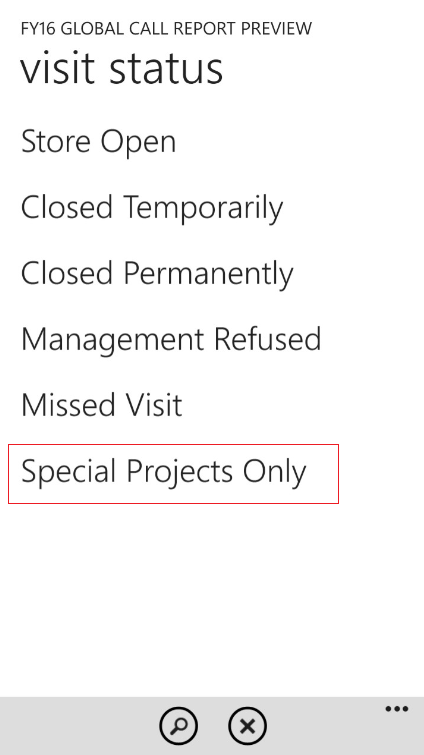 FY16 GLOBAL CALL REPORT PREVIEW
visit status
Store Open
Closed Temporarily
Closed Permanently
Management Refused
Missed Visit
Special Projects Only